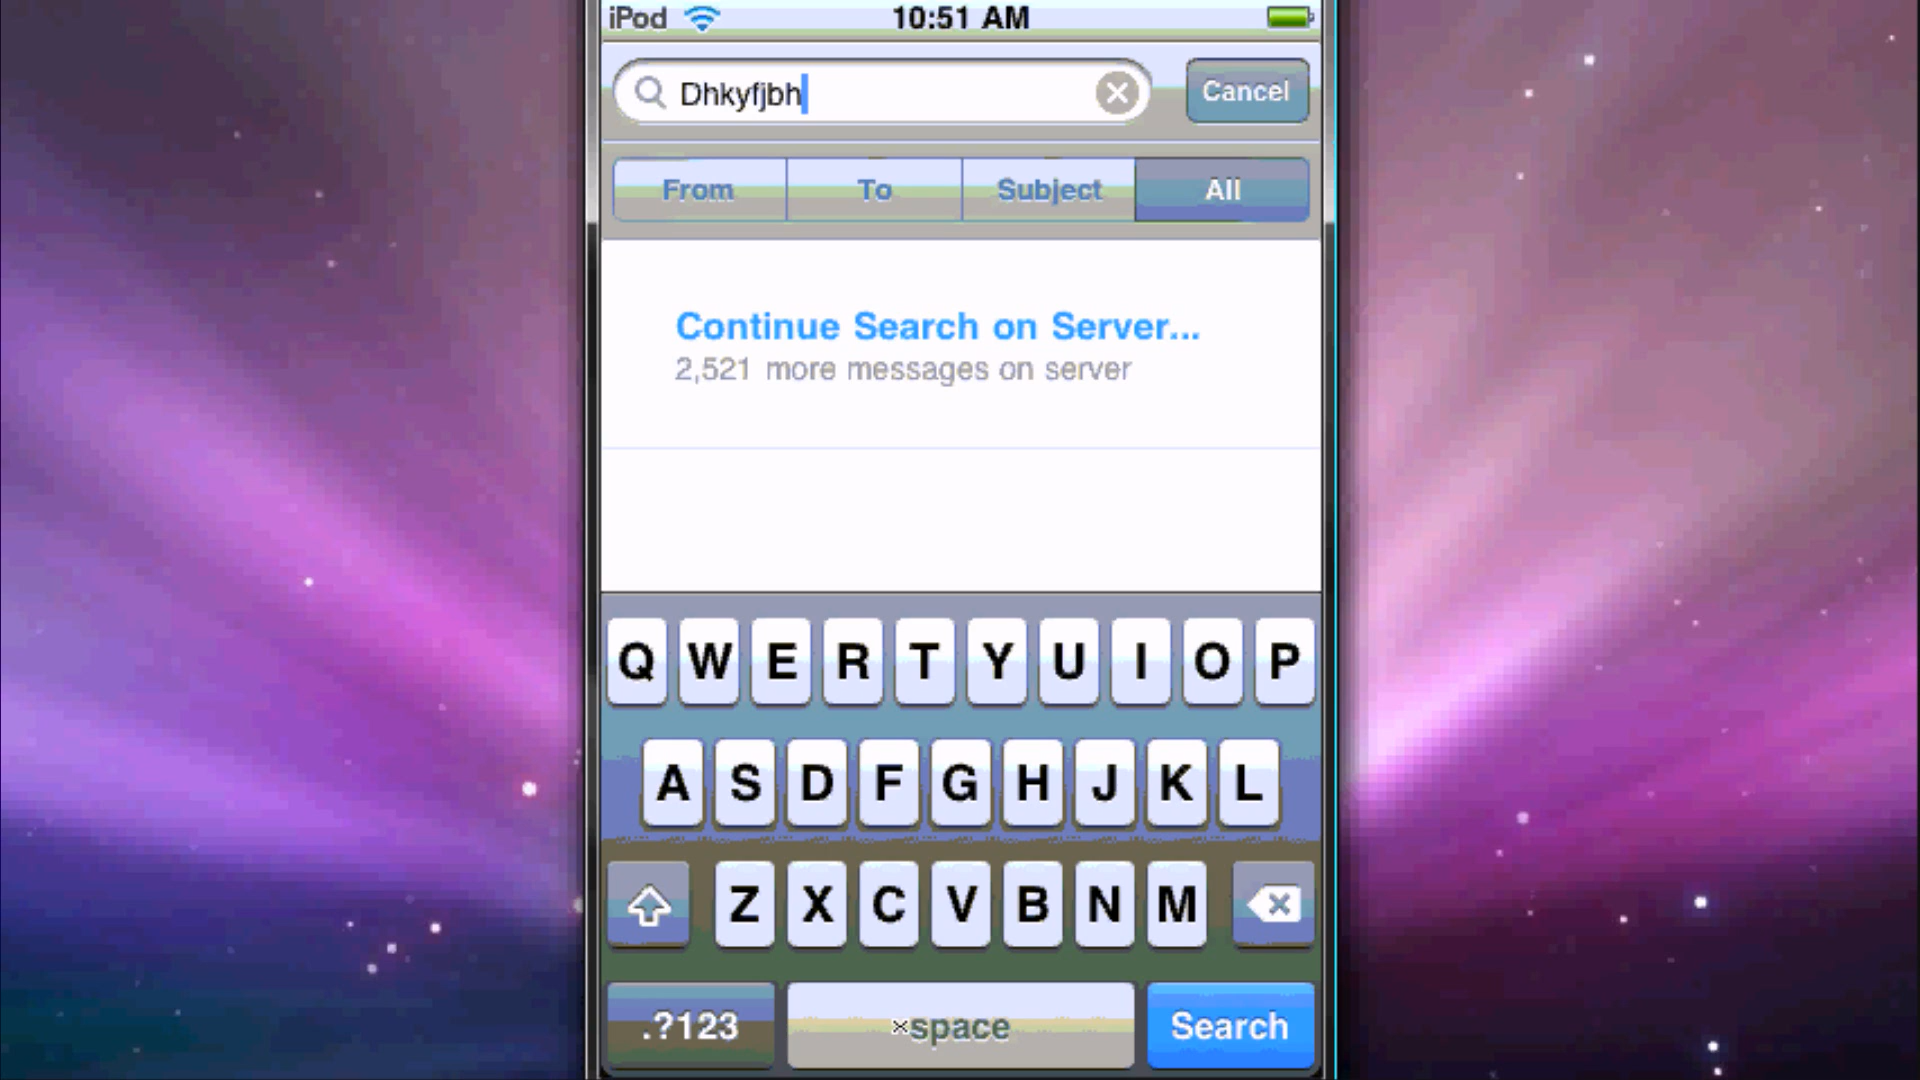 iPod 10:51 AM
Dhkyfjbh Cancel
From To Subject All
Continue Search on Server...
2,521 more messages on server
Q W E R T Y U I O P
A S D F G H J K L
Z X C V B N M
.?123 space Search